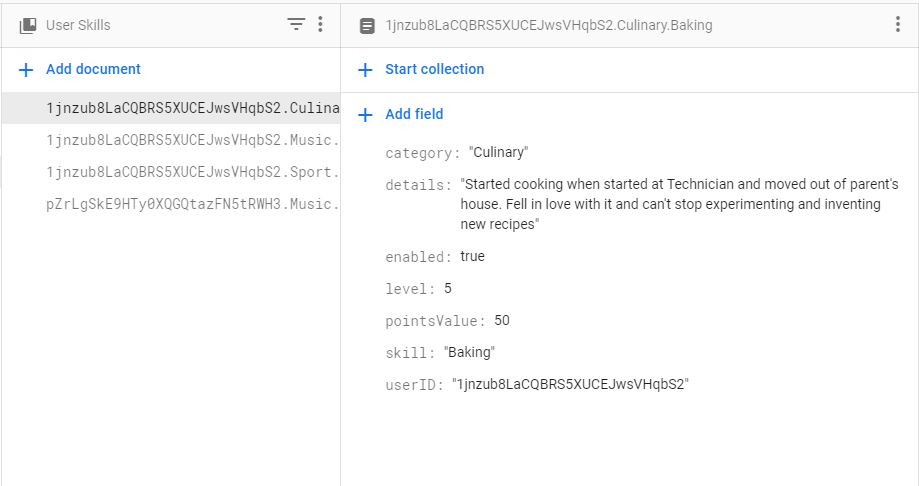 User Skills
Add document
1jnzub8LaCQBRS5XUCEJwsVHqbS2.Culina
1jnzub8LaCQBRS5XUCEJwsVHqbS2.Music.
1jnzub8LaCQBRS5XUCEJwsVHqbS2.Sport.
pZrLgSkE9HTy0XQGQtazFN5tRWH3.Music.
1jnzub8LaCQBRS5XUCEJwsVHqbS2.Culinary.Baking
Start collection
Add field
category: "Culinary"
details: "Started cooking when started at Technician and moved out of parent's
house. Fell in love with it and can't stop experimenting and inventing
new recipes"
enabled: true
level: 5
pointsValue: 50
skill: "Baking"
userID: "1jnzub8LaCQBRS5XUCEJwsVHqbS2"